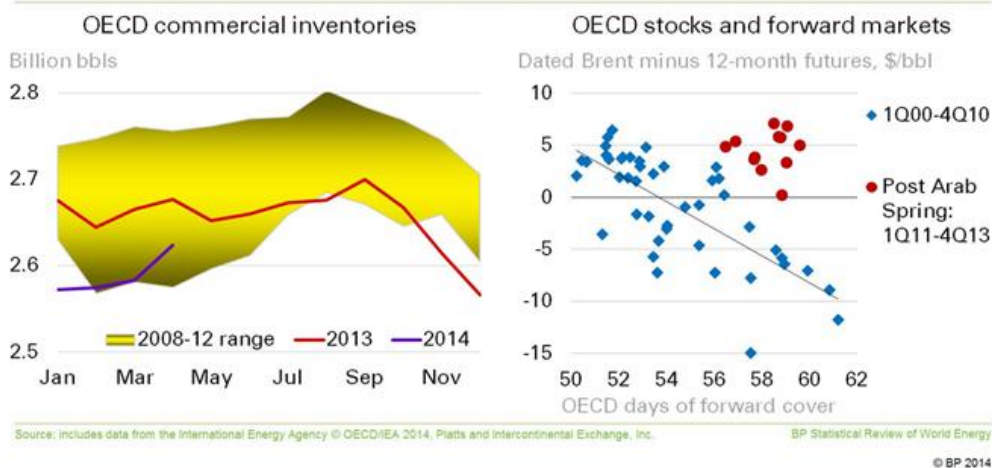 OECD commercial inventories
Billion bbls
2.8
2.7
2.6
2.5
2008-12 range
2013
2014
Jan
Mar
May
Jul
Sep
Nov
OECD stocks and forward markets
Dated Brent minus 12-month futures, $/bbl
10
5
0
-5
-10
-15
50
52
54
56
58
60
62
OECD days of forward cover
1Q00-4Q10
Post Arab
Spring:
1Q11-4Q13
Source: includes data from the International Energy Agency © OECD/IEA 2014, Platts and Intercontinental Exchange, Inc.
BP Statistical Review of World Energy
© BP 2014